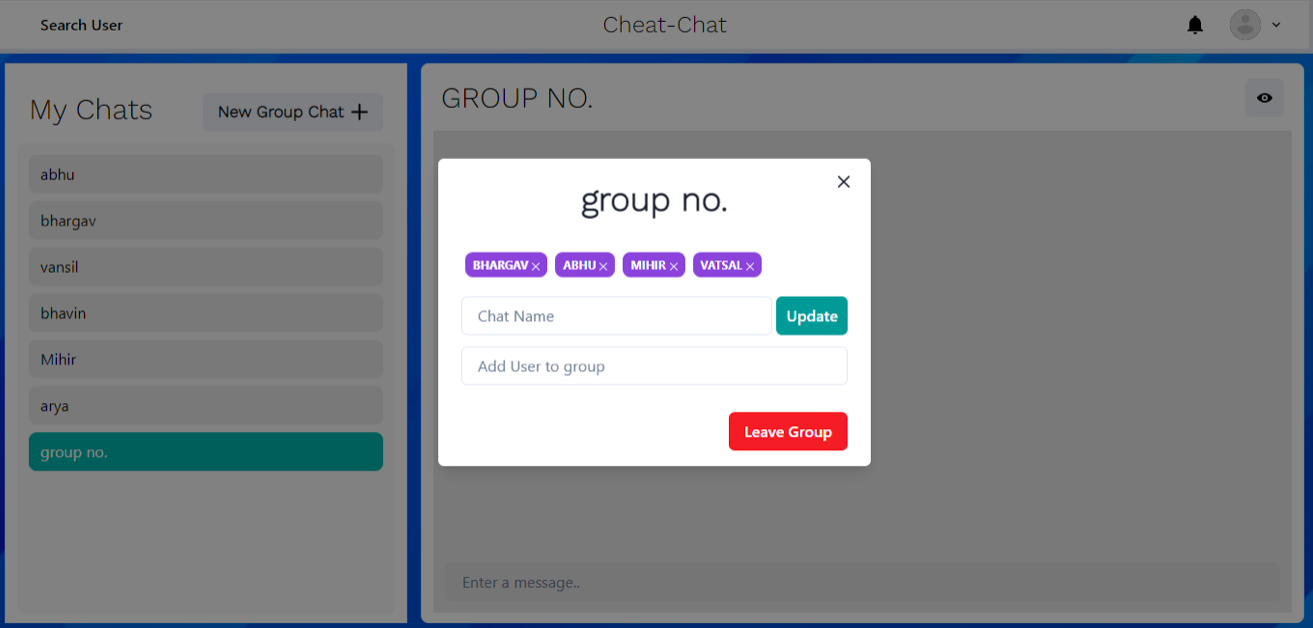 Search User
Cheat-Chat
My Chats
New Group Chat
abhu
bhargav
vansil
bhavin
Mihir
arya
group no.
GROUP NO.
group no.
BHARGAV ABHU MIHIR VATSAL
Chat Name
Update
Add User to group
Leave Group
Enter a message..